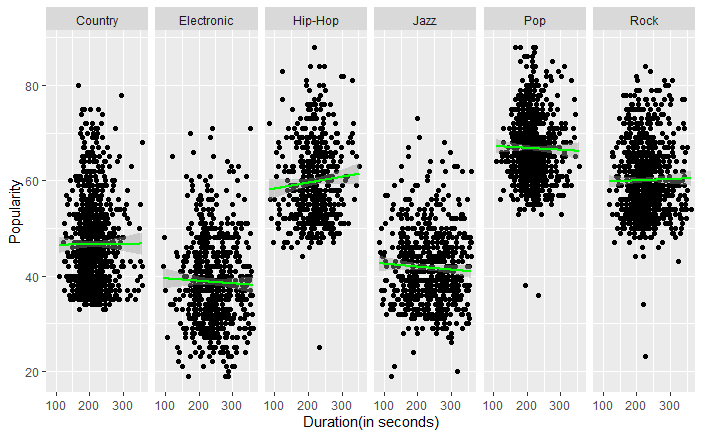 Country Electronic Hip-Hop Jazz Pop Rock
80
60
40
20
Popularity
100 200 300 100 200 300 100 200 300 100 200 300 100 200 300 100 200 300
Duration(in seconds)